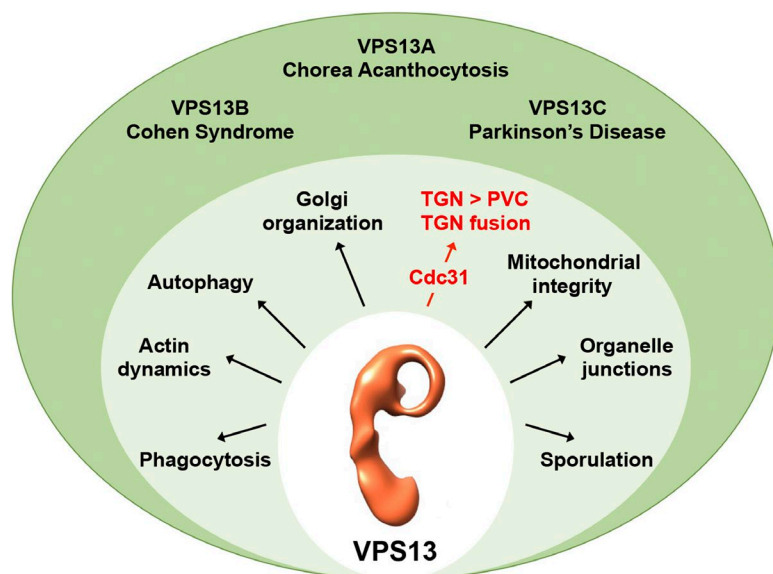 VPS13A
Chorea Acanthocytosis
VPS13B
Cohen Syndrome
VPS13C
Parkinson's Disease
Golgi
organization
TGN > PVC
TGN fusion
Cdc31
Autophagy
Mitochondrial
integrity
Actin
dynamics
Organelle
junctions
Phagocytosis
Sporulation
VPS13